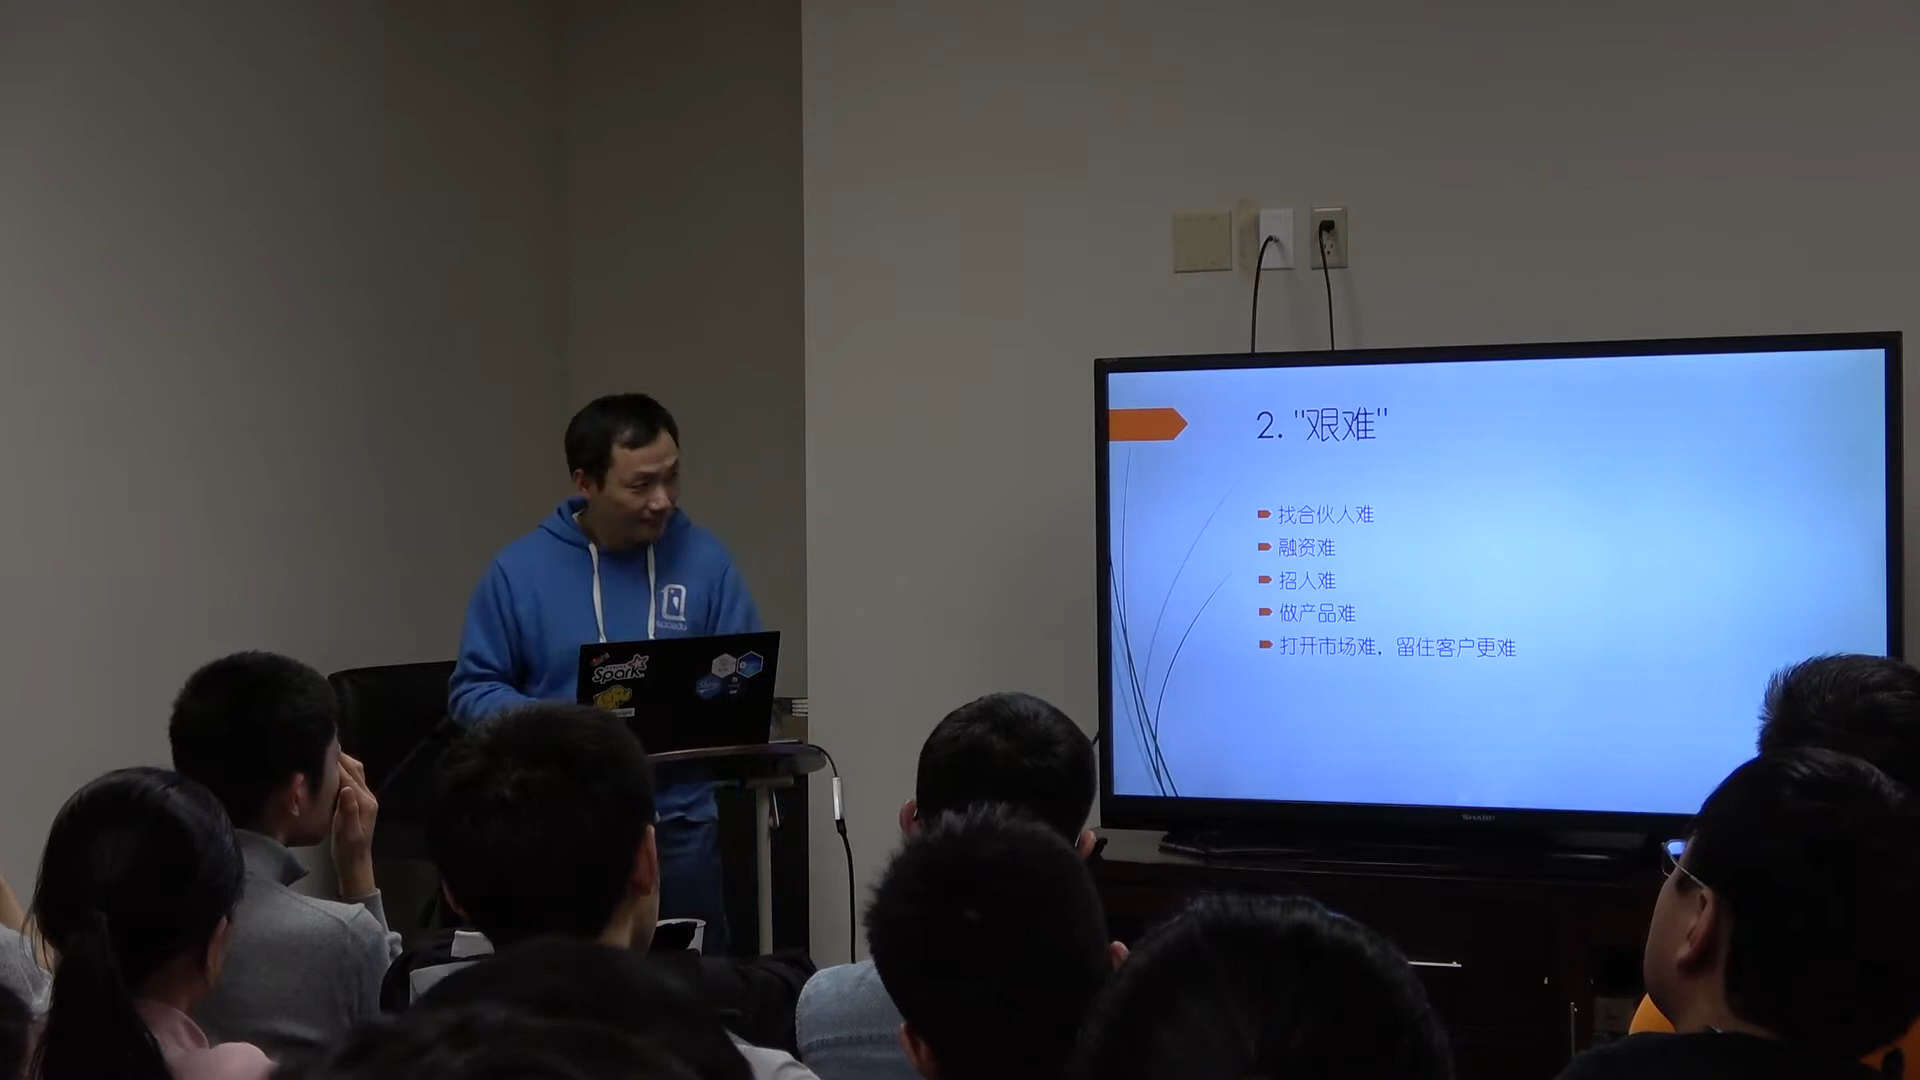 2. "艰难"
找合伙人难
融资难
招人难
做产品难
打开市场难，留住客户更难
SHARP
Spark